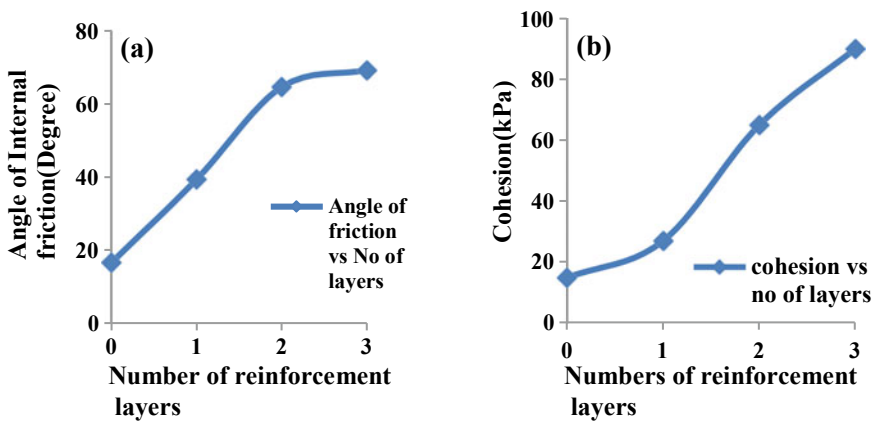 (a)
Angle of Internal
friction(Degree)
80
60
40
20
0
0 1 2 3
Number of reinforcement
layers
Angle of
friction
vs No of
layers
(b)
Cohesion(kPa)
100
80
60
40
20
0
0 1 2 3
Numbers of reinforcement
layers
cohesion vs
no of layers